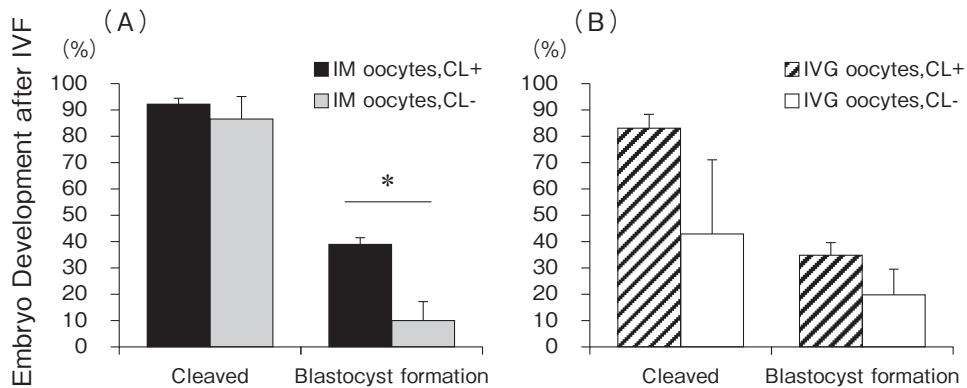 Embryo Development after IVF
(A)
(%)
IM oocytes,CL+
IM oocytes,CL-
100
90
80
70
60
50
40
30
20
10
0
*
Cleaved
Blastocyst formation
(B)
(%)
IVG oocytes,CL+
IVG oocytes,CL-
100
90
80
70
60
50
40
30
20
10
0
Cleaved
Blastocyst formation